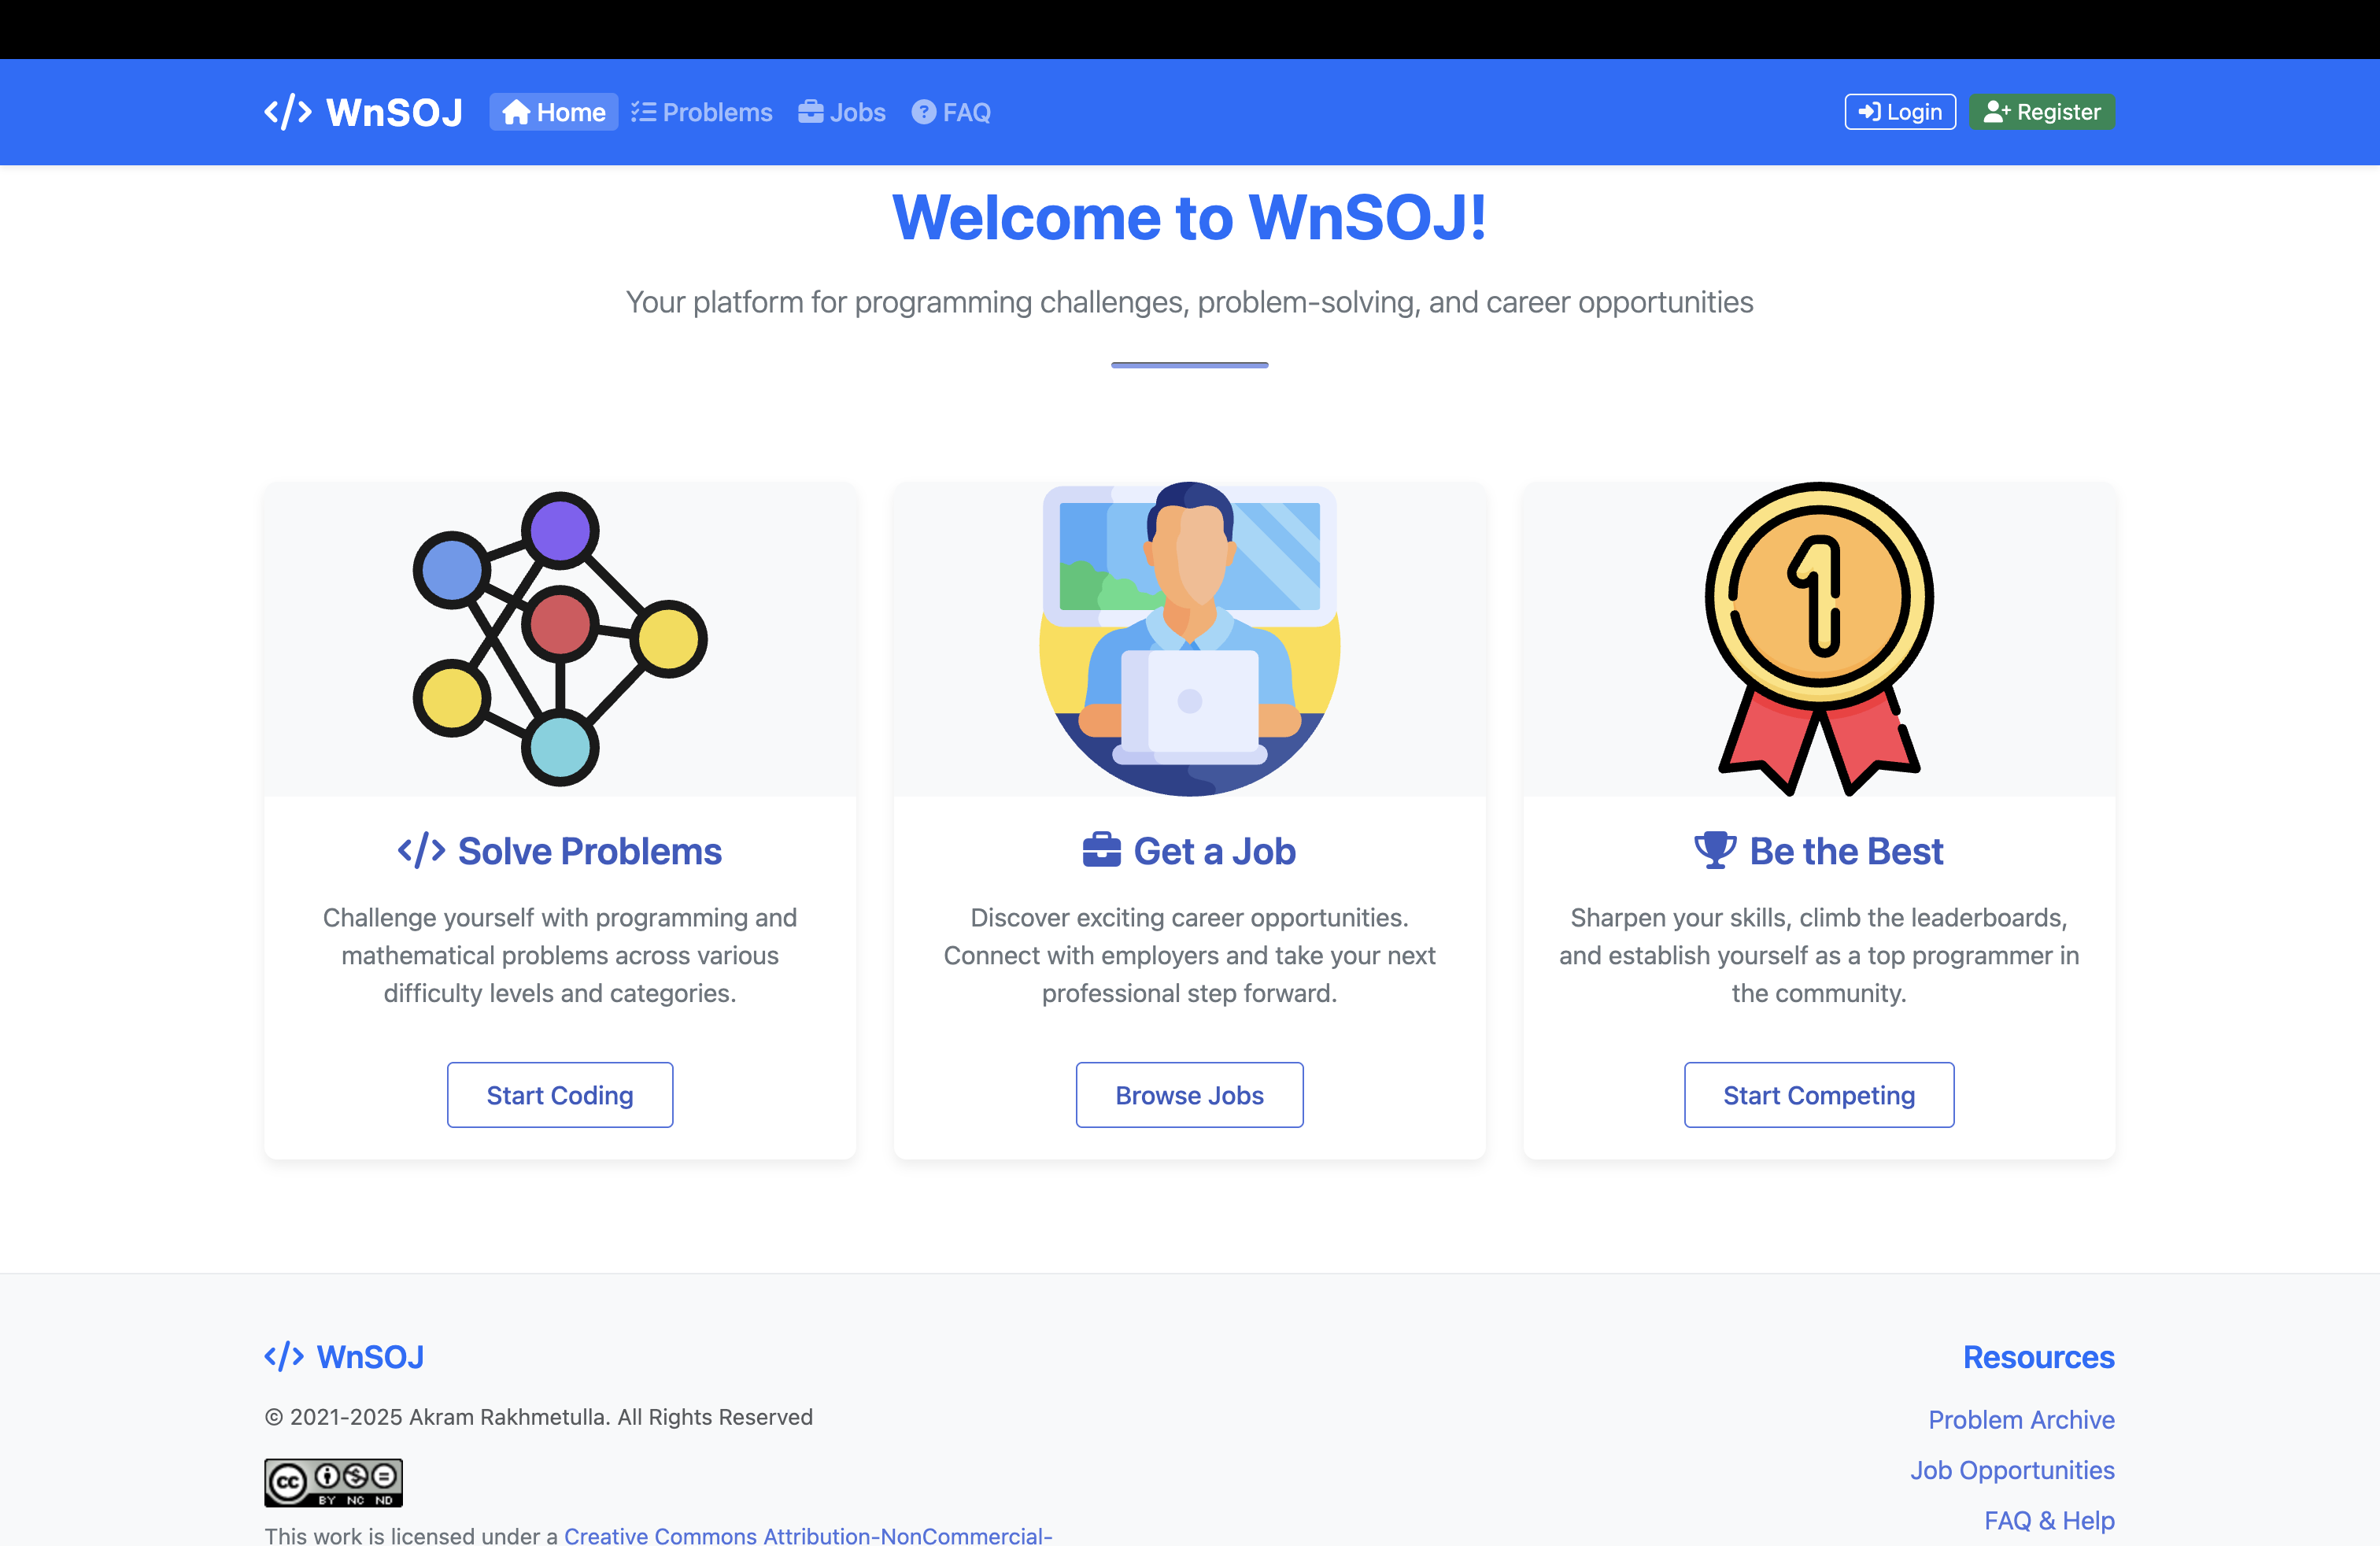 WnSOJ Home Problems Jobs FAQ Login Register
Welcome to WnSOJ!
Your platform for programming challenges, problem-solving, and career opportunities
1
Solve Problems
Challenge yourself with programming and
mathematical problems across various
difficulty levels and categories.
Start Coding
Get a Job
Discover exciting career opportunities.
Connect with employers and take your next
professional step forward.
Browse Jobs
Be the Best
Sharpen your skills, climb the leaderboards,
and establish yourself as a top programmer in
the community.
Start Competing
WnSOJ
© 2021-2025 Akram Rakhmetulla. All Rights Reserved
CC BY NC ND
This work is licensed under a Creative Commons Attribution-NonCommercial-
Resources
Problem Archive
Job Opportunities
FAQ & Help